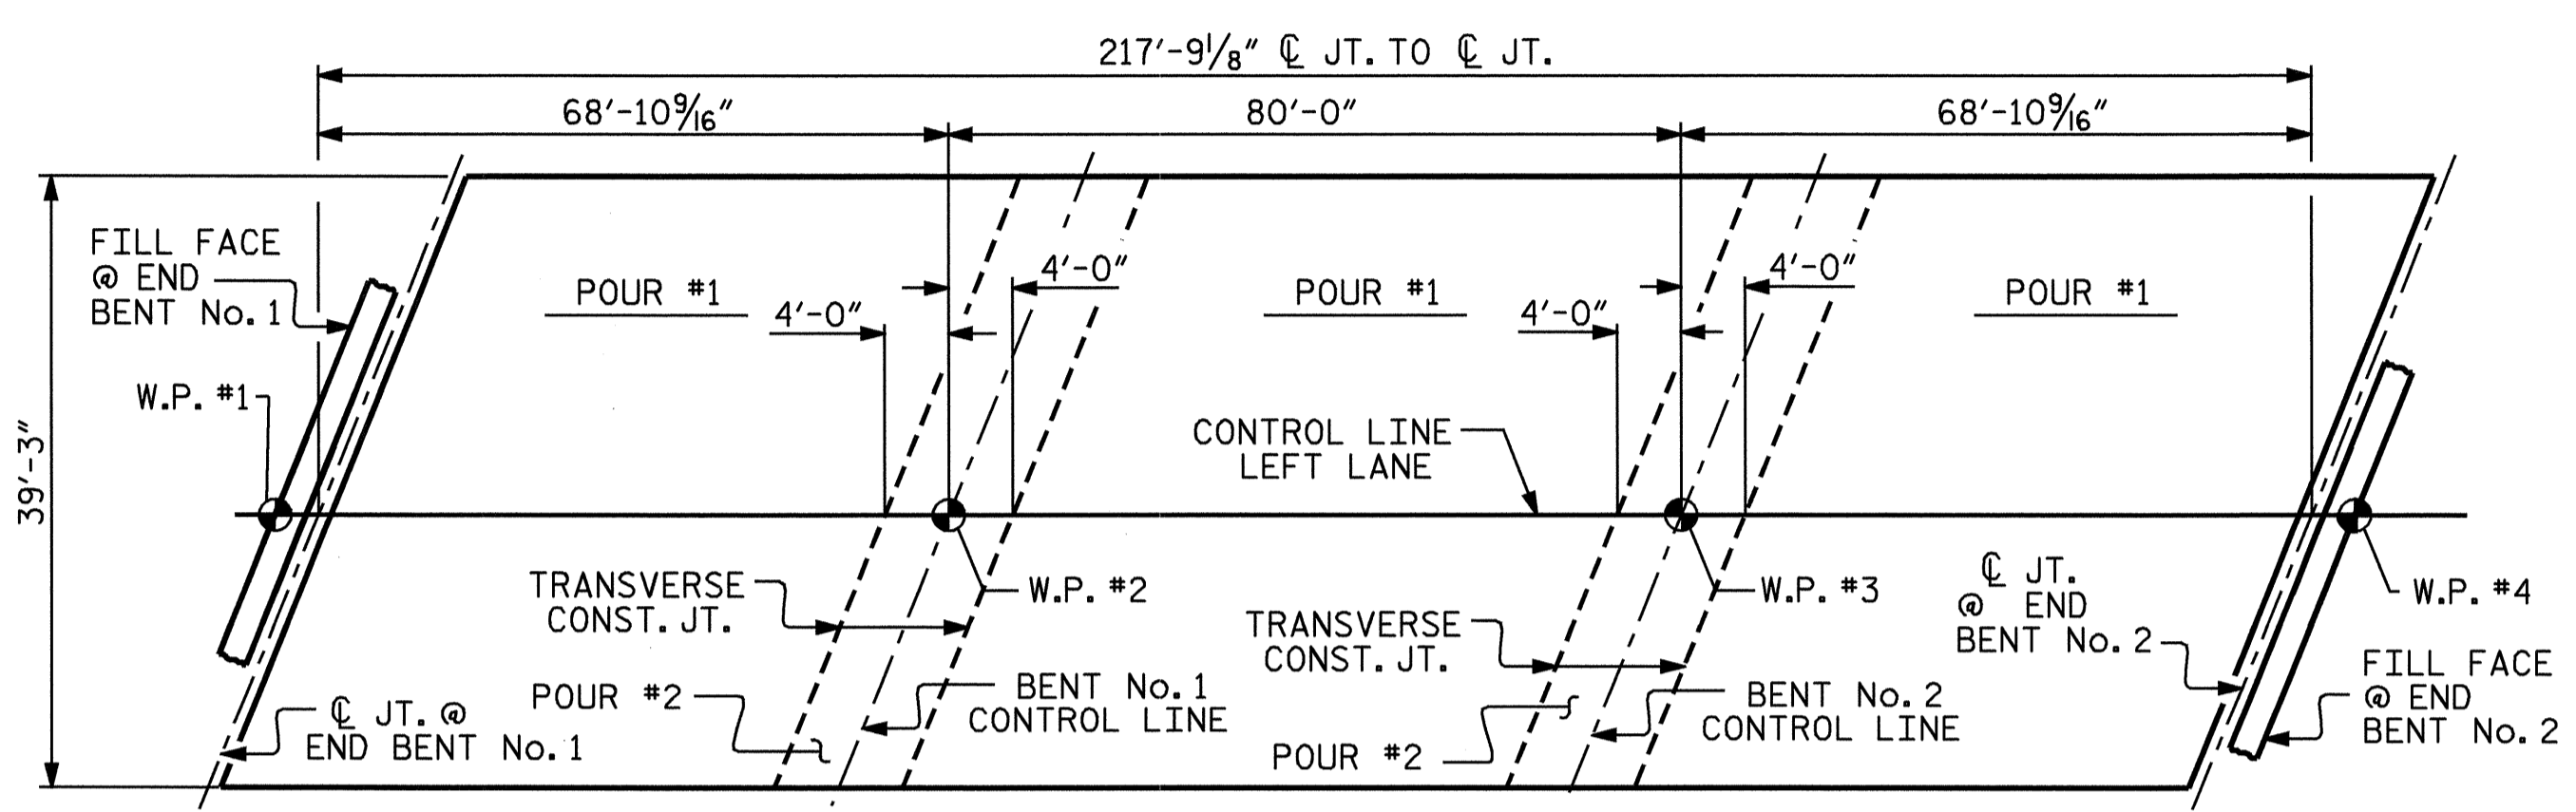 217'-9 1/8" ℄ JT. TO ℄ JT.
68'-10 9/16"
80'-0"
68'-10 9/16"
39'-3"
FILL FACE
@ END
BENT No. 1
W.P. #1
POUR #1
4'-0"
4'-0"
POUR #1
4'-0"
4'-0"
POUR #1
CONTROL LINE
LEFT LANE
TRANSVERSE
CONST. JT.
W.P. #2
TRANSVERSE
CONST. JT.
W.P. #3
℄ JT.
@ END
BENT No. 2
W.P. #4
℄ JT. @
END BENT No. 1
POUR #2
BENT No. 1
CONTROL LINE
POUR #2
BENT No. 2
CONTROL LINE
FILL FACE
@ END
BENT No. 2